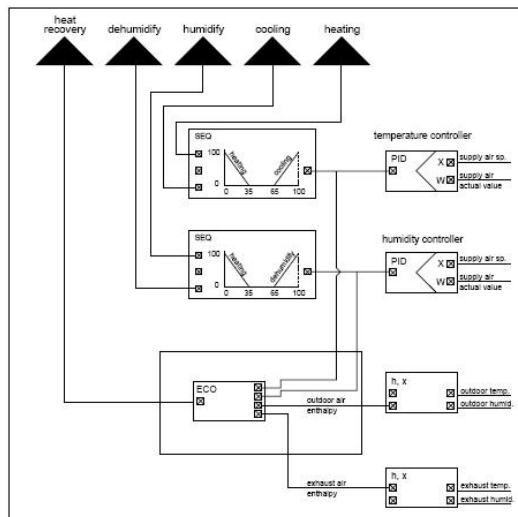 heat recovery
dehumidify
humidify
cooling
heating
SEQ
100
0
heating
cooling
0 35 65 100
temperature controller
PID
X
W
supply air sp.
supply air
actual value
SEQ
100
0
heating
dehumidify
0 35 65 100
humidity controller
PID
X
W
supply air sp.
supply air
actual value
ECO
outdoor air
enthalpy
h, x
outdoor temp.
outdoor humid.
exhaust air
enthalpy
h, x
exhaust temp.
exhaust humid.